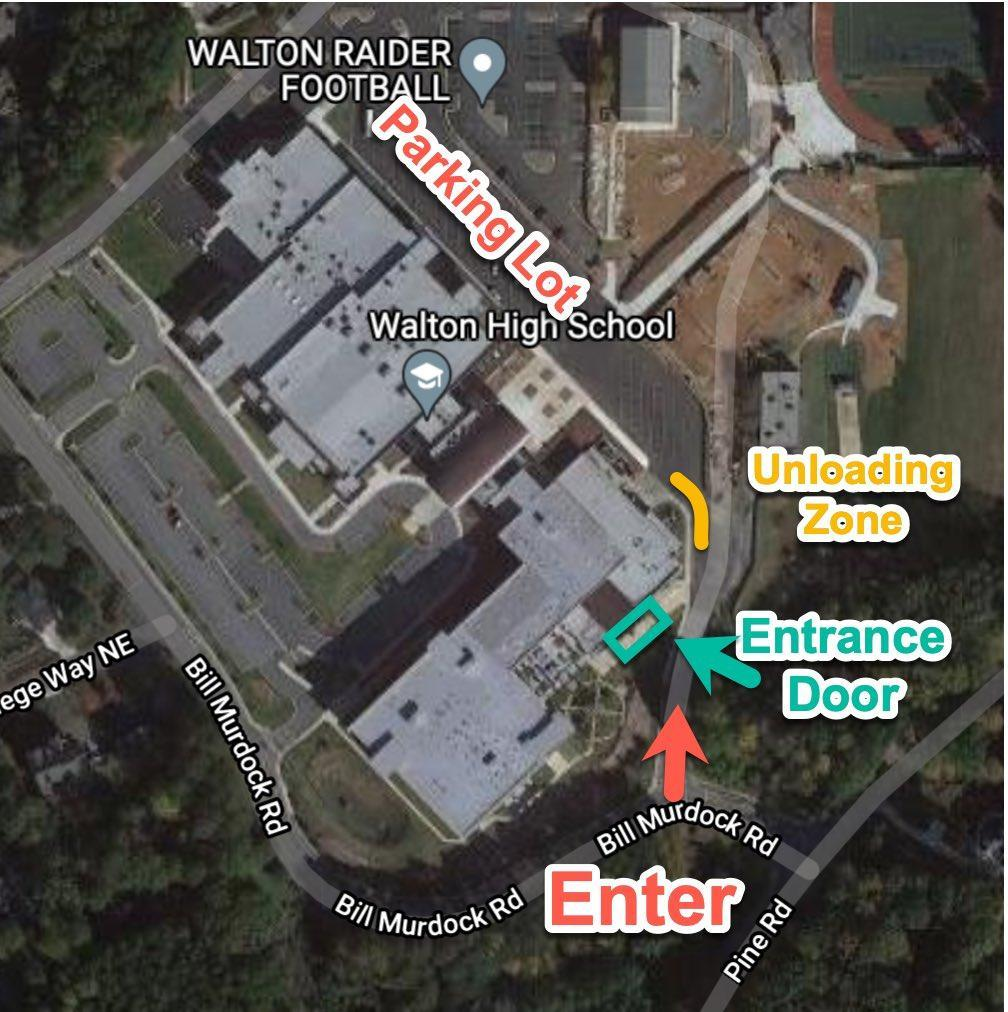 WALTON RAIDER
FOOTBALL
Parking Lot
Walton High School
Unloading
Zone
Entrance
Door
ege Way NE
Bill Murdock Rd
Bill Murdock Rd
Bill Murdock Rd
Enter
Pine Rd